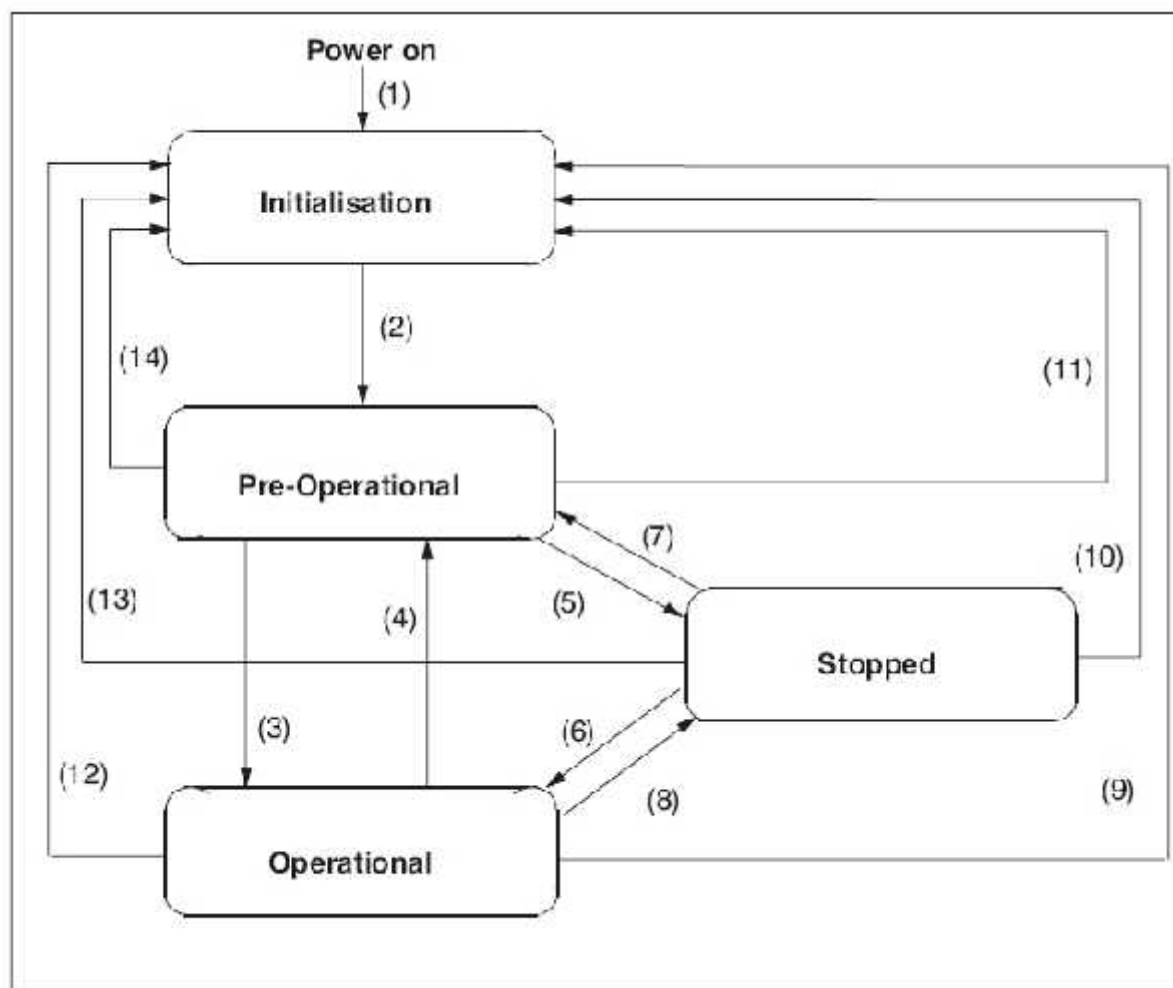 Power on
(1)
Initialisation
(2)
(14)
(11)
Pre-Operational
(7)
(10)
(13)
(4)
(5)
Stopped
(3)
(6)
(12)
(8)
(9)
Operational